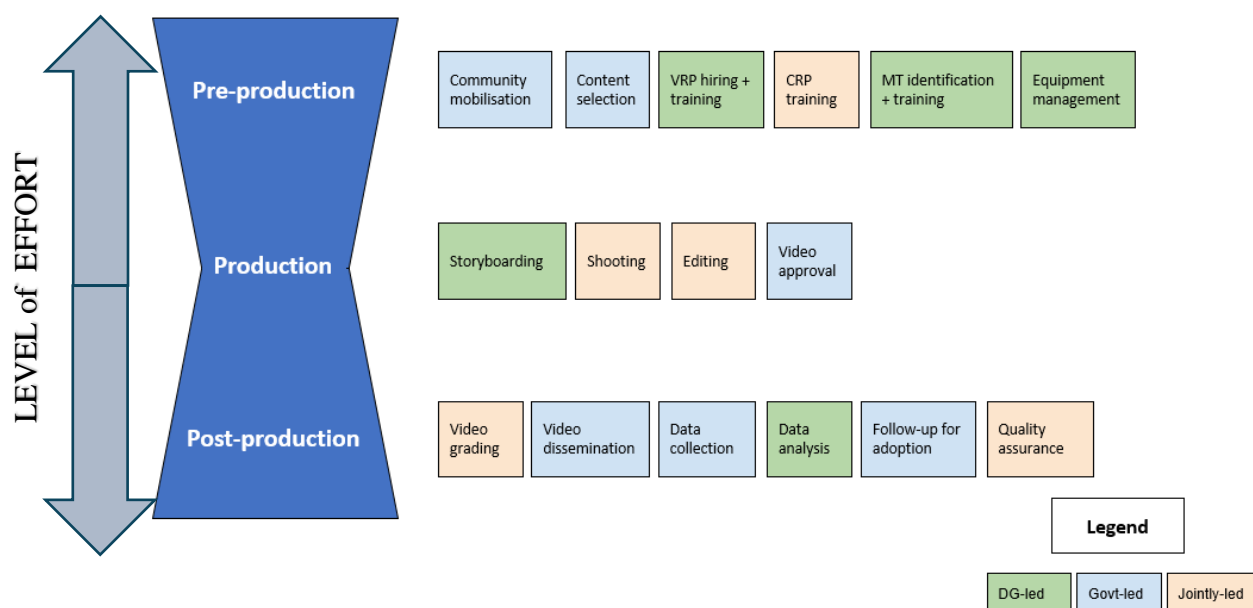 LEVEL of EFFORT
Pre-production
Community
mobilisation
Content
selection
VRP hiring +
training
CRP
training
MT identification
+ training
Equipment
management
Production
Storyboarding
Shooting
Editing
Video
approval
Post-production
Video
grading
Video
dissemination
Data
collection
Data
analysis
Follow-up for
adoption
Quality
assurance
Legend
DG-led
Govt-led
Jointly-led